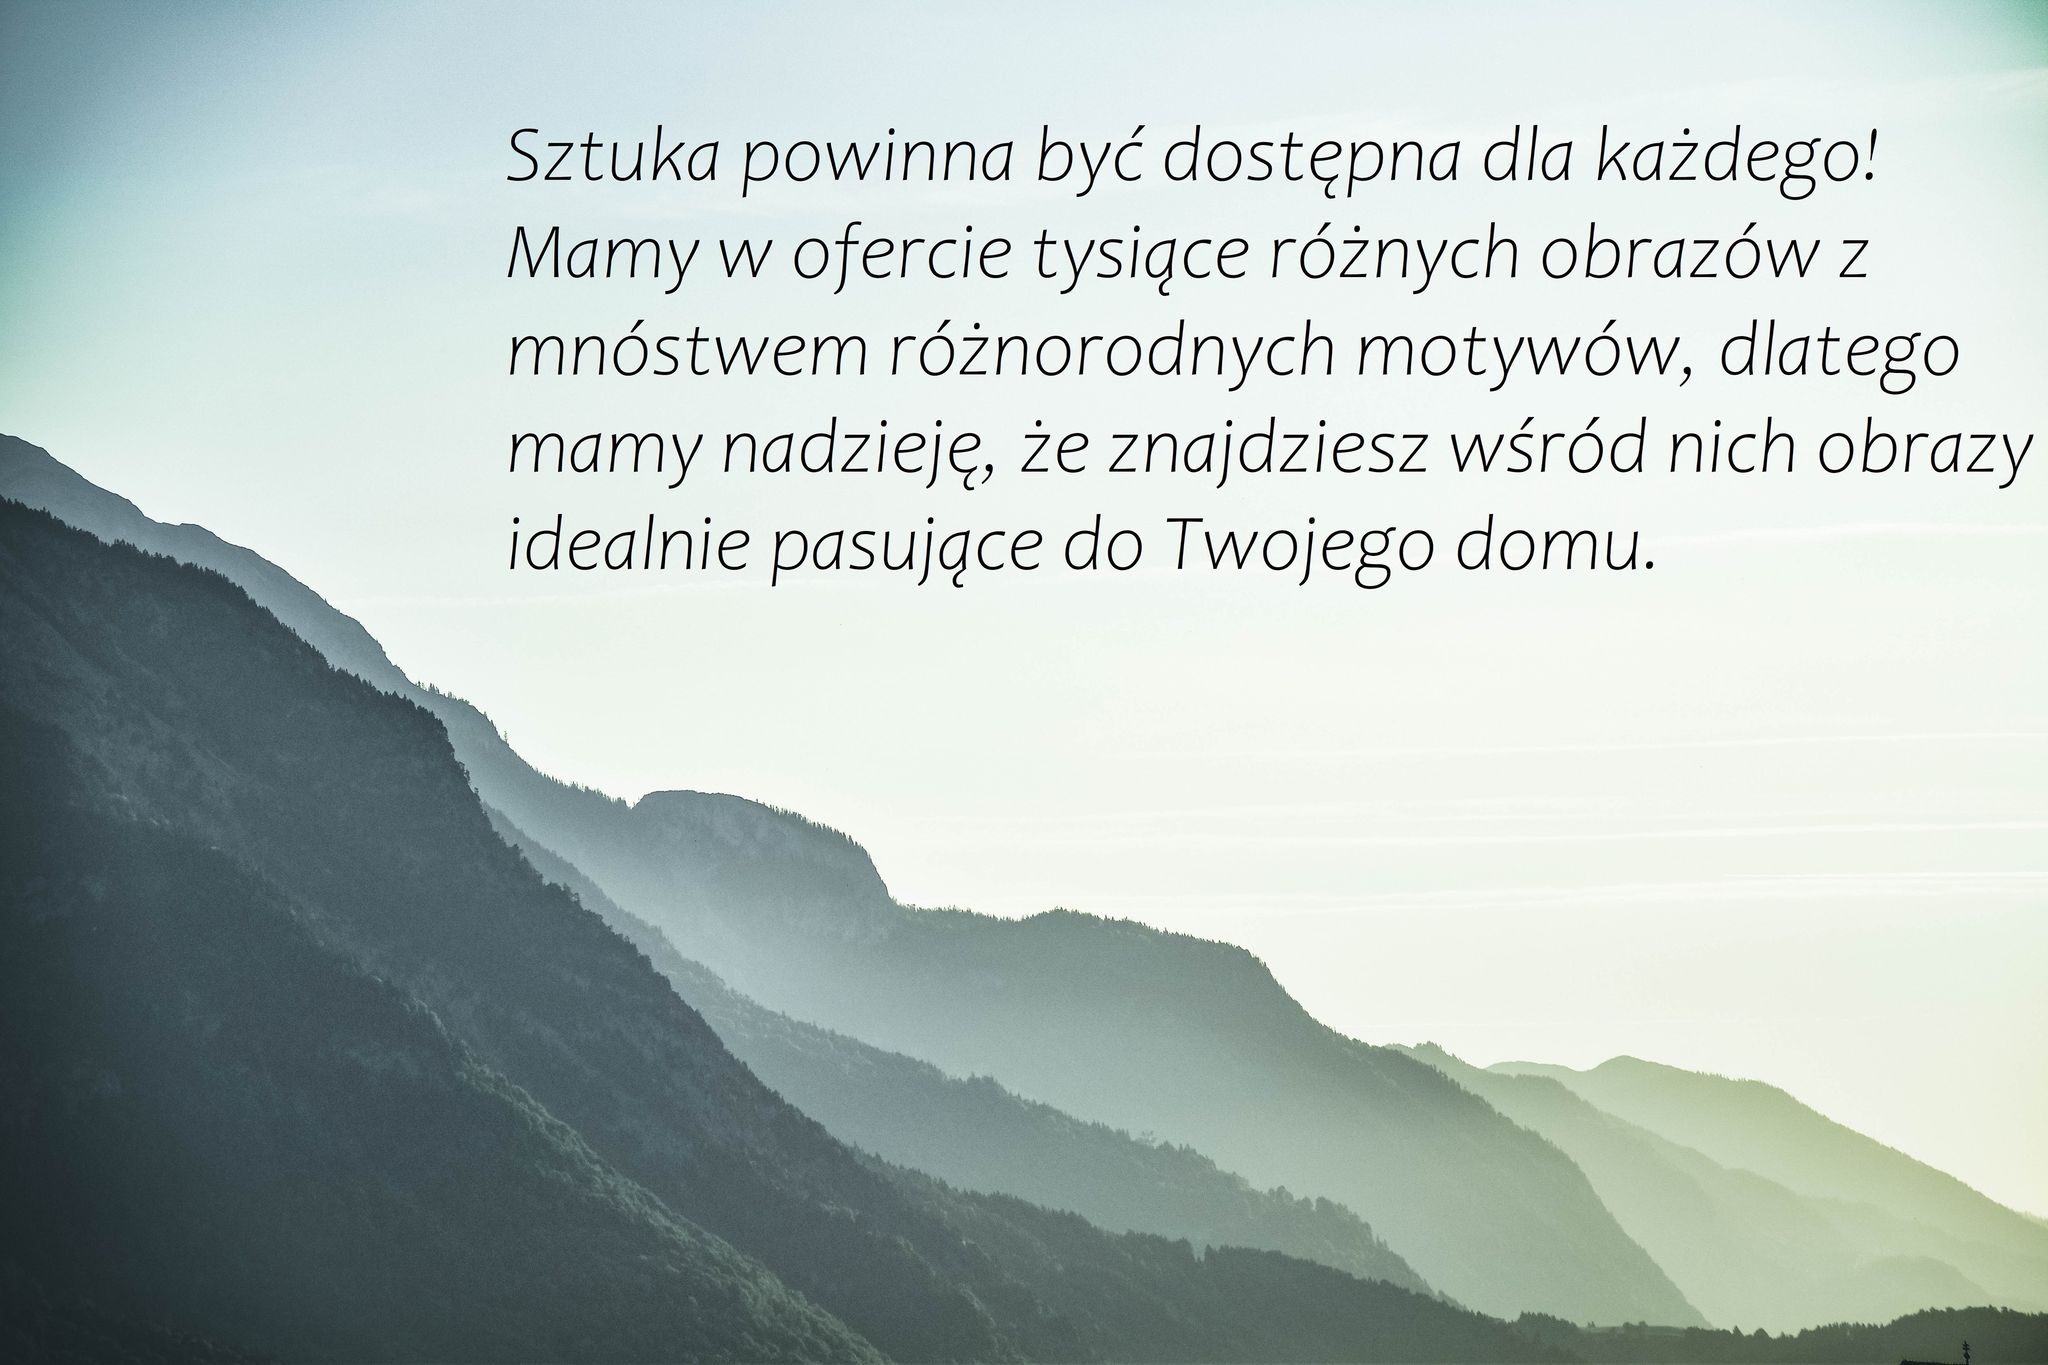 Sztuka powinna być dostępna dla każdego!
Mamy w ofercie tysiące różnych obrazów z
mnóstwem różnorodnych motywów, dlatego
mamy nadzieję, że znajdziesz wśród nich obrazy
idealnie pasujące do Twojego domu.